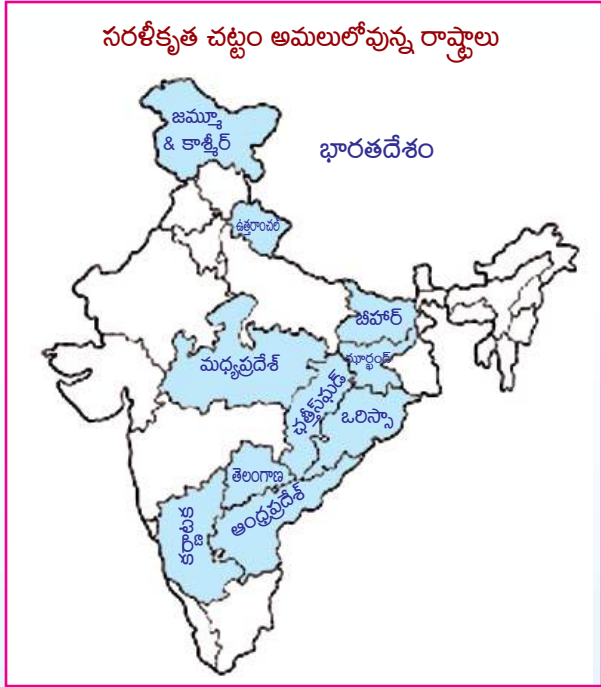 సరళీకృత చట్టం అమలులోవున్న రాష్ట్రాలు
జమ్మూ
& కాశ్మీర్
భారతదేశం
ఉత్తరాంచల్
బీహార్
ఝార్ఖండ్
మధ్యప్రదేశ్
ఛత్తీస్‌ఘడ్
ఒరిస్సా
తెలంగాణ
ఆంధ్రప్రదేశ్
కర్ణాటక